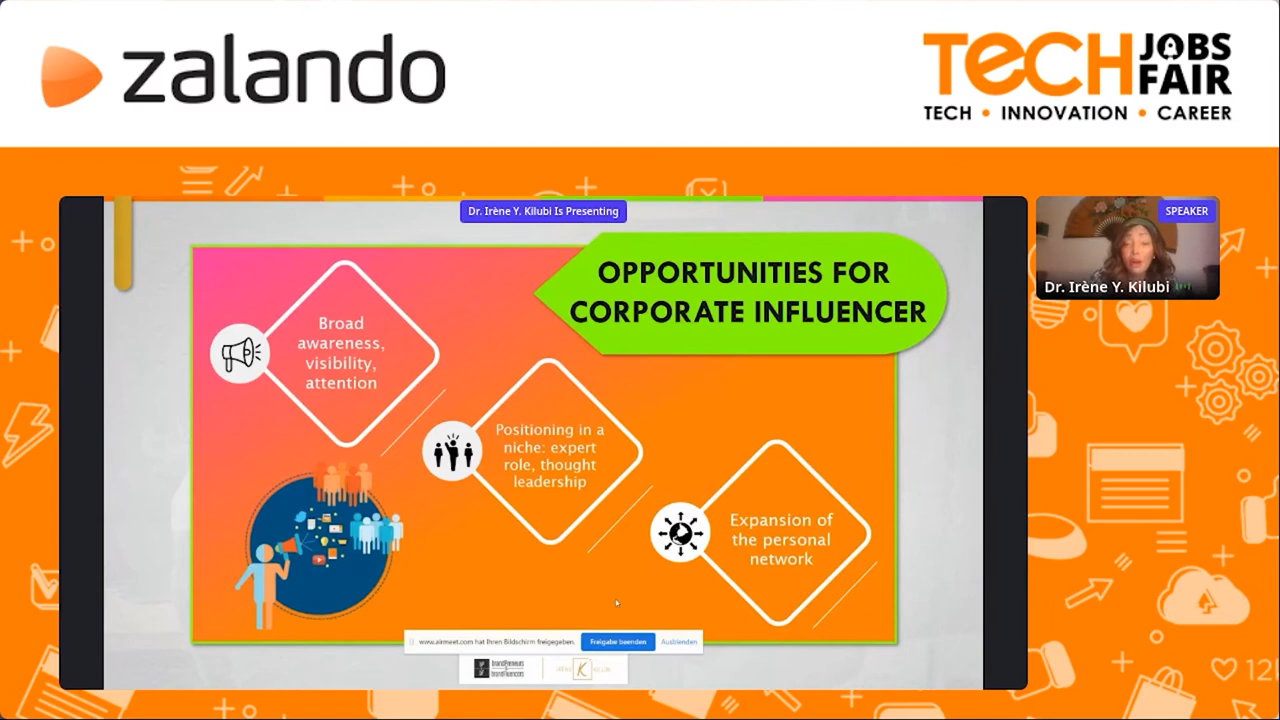 zalando
TECH JOBS
FAIR
TECH • INNOVATION • CAREER
Dr. Irène Y. Kilubi Is Presenting
SPEAKER
Dr. Irène Y. Kilubi
OPPORTUNITIES FOR
CORPORATE INFLUENCER
Broad
awareness,
visibility,
attention
Positioning in a
niche: expert
role, thought
leadership
Expansion of
the personal
network
www.airmeet.com hat Ihren Bildschirm freigegeben.
Freigabe beenden
Ausblenden
K